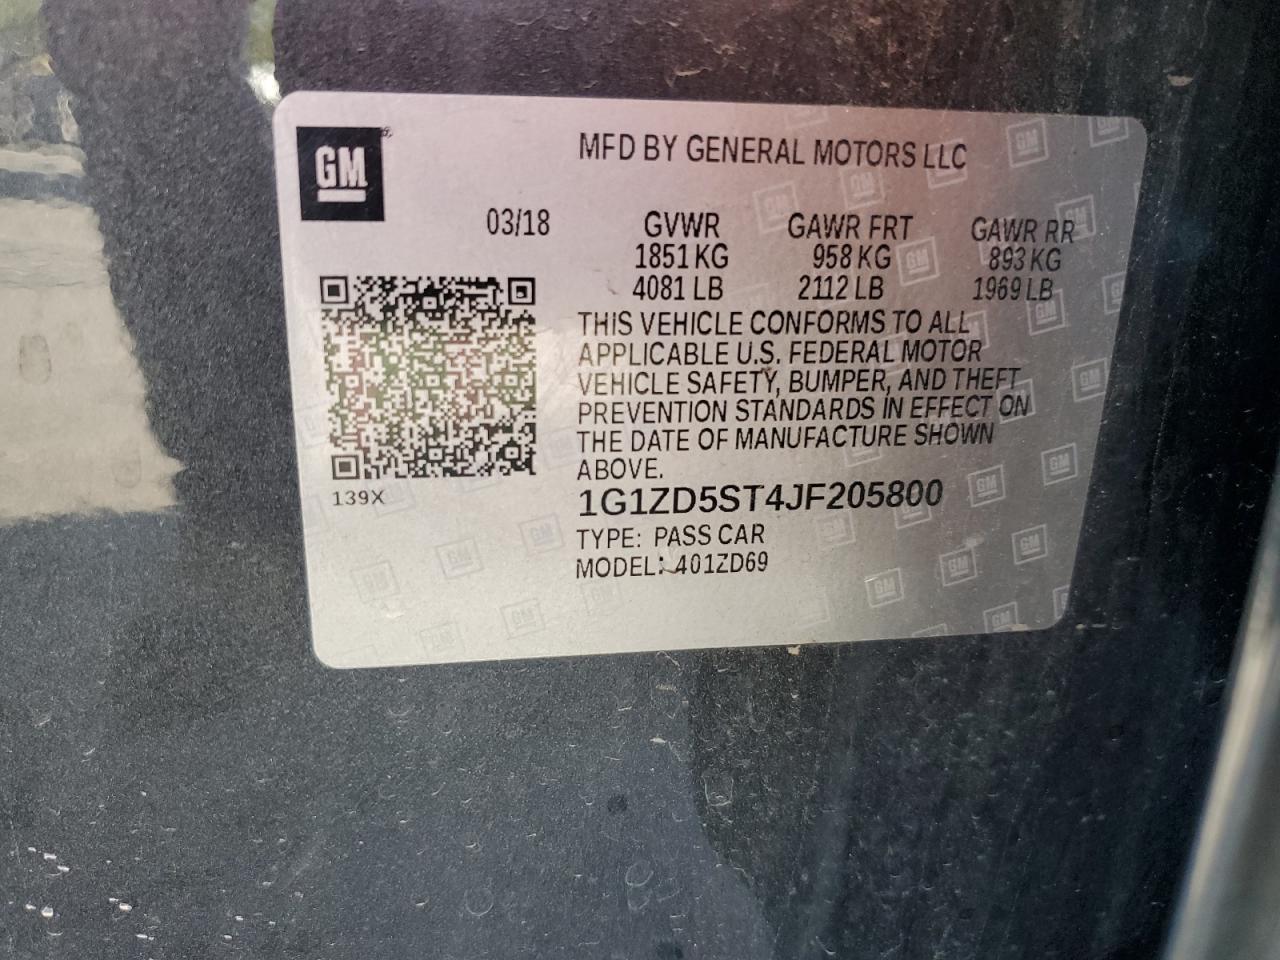 GM
MFD BY GENERAL MOTORS LLC
03/18 GVWR GAWR FRT GAWR RR
1851 KG 958 KG 893 KG
4081 LB 2112 LB 1969 LB
THIS VEHICLE CONFORMS TO ALL
APPLICABLE U.S. FEDERAL MOTOR
VEHICLE SAFETY, BUMPER, AND THEFT
PREVENTION STANDARDS IN EFFECT ON
THE DATE OF MANUFACTURE SHOWN
ABOVE.
139X
1G1ZD5ST4JF205800
TYPE: PASS CAR
MODEL: 401ZD69